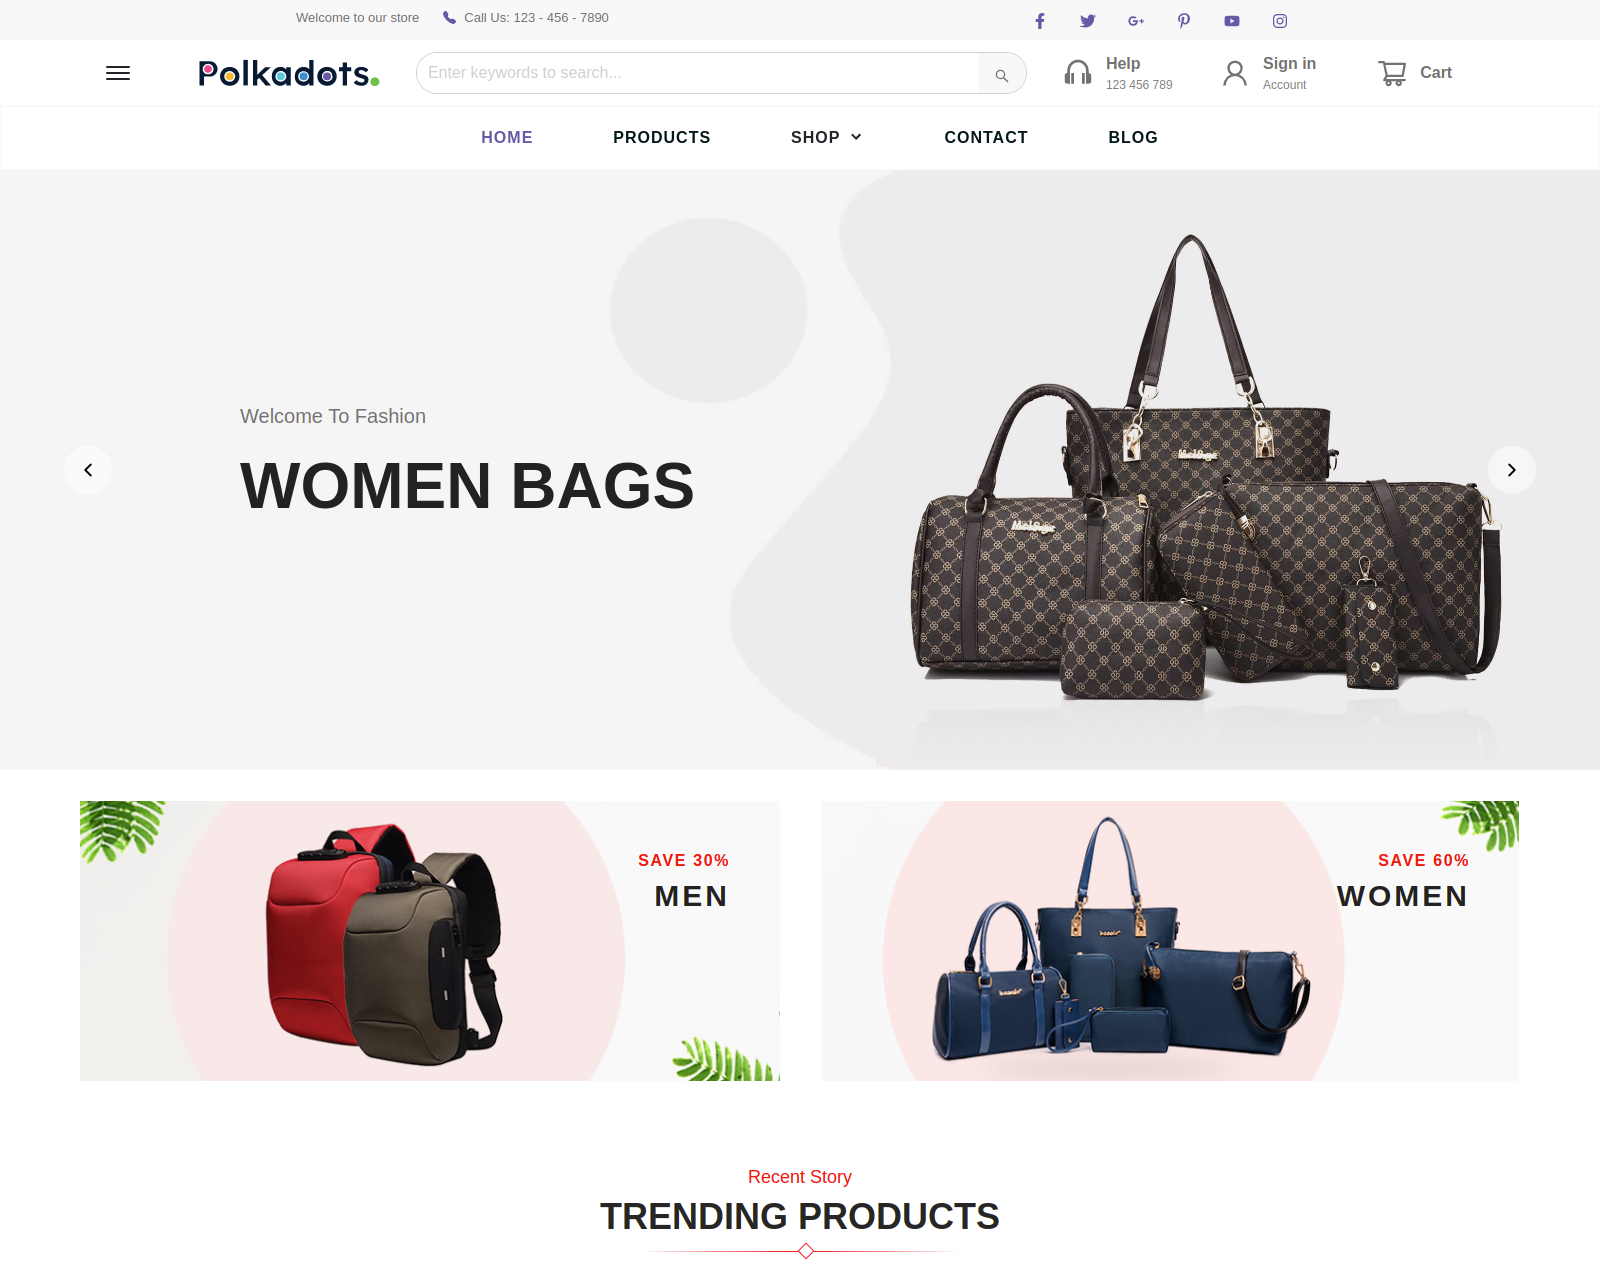 Welcome to our store
Call Us: 123 - 456 - 7890
Polkadots.
Enter keywords to search...
Help
123 456 789
Sign in
Account
Cart
HOME
PRODUCTS
SHOP
CONTACT
BLOG
Welcome To Fashion
WOMEN BAGS
SAVE 30%
MEN
SAVE 60%
WOMEN
Recent Story
TRENDING PRODUCTS